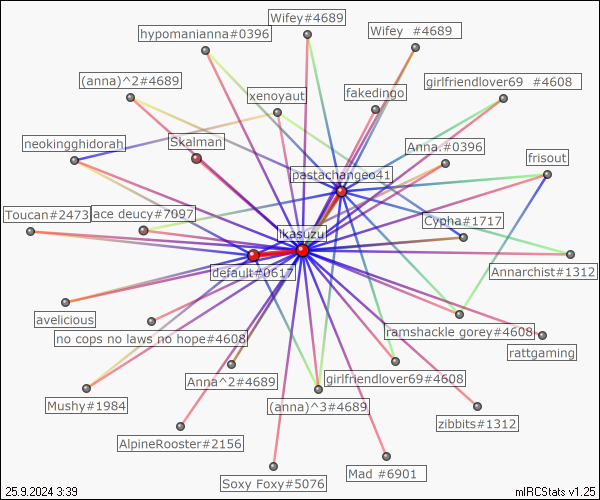 Wifey#4689
hypomanianna#0396
Wifey #4689
(anna)^2#4689
girlfriendlover69 #4608
xenoyaut
fakedingo
neokingghidorah
Skalman
Anna.#0396
frisout
pastachangeo41
Toucan#2473
ace deucy#7097
Cypha#1717
ikasuzu
default#0617
Annarchist#1312
avelicious
no cops no laws no hope#4608
ramshackle gorey#4608
rattgaming
Anna^2#4689
girlfriendlover69#4608
Mushy#1984
(anna)^3#4689
zibbits#1312
AlpineRooster#2156
Soxy Foxy#5076
Mad #6901
25.9.2024 3:39
mIRCStats v1.25